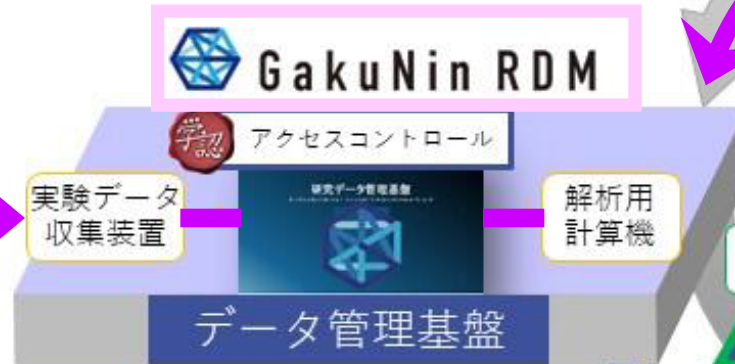 GakuNin RDM
学認
アクセスコントロール
実験データ
収集装置
研究データ管理基盤
解析用
計算機
データ管理基盤